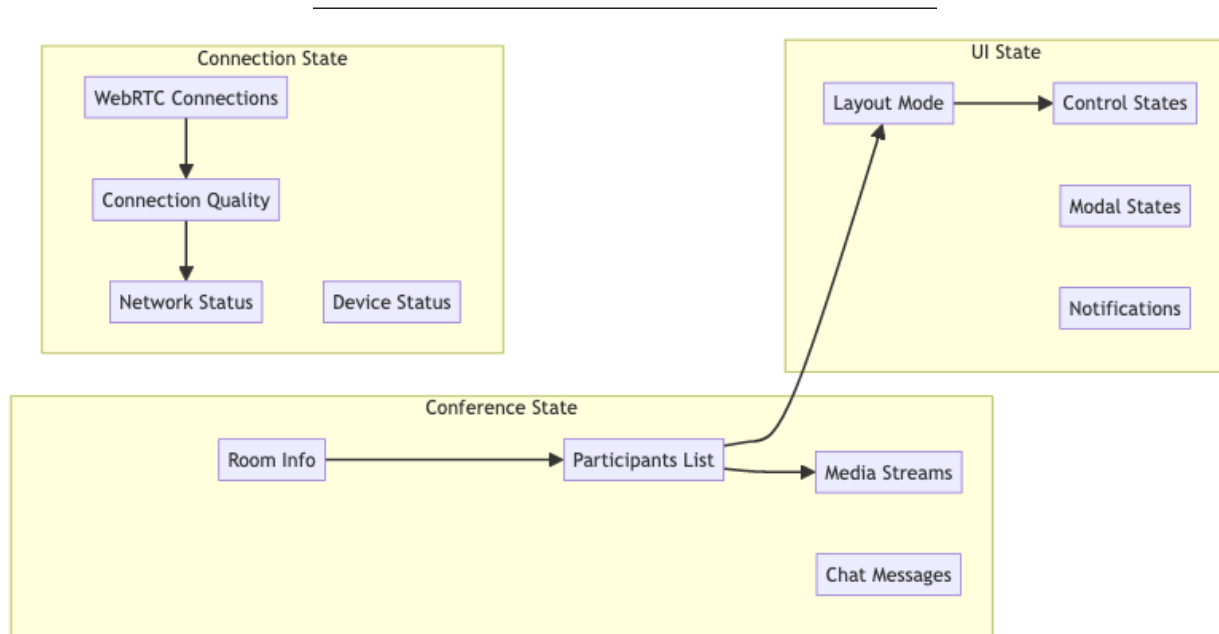 Connection State
WebRTC Connections
Connection Quality
Network Status
Device Status
UI State
Layout Mode
Control States
Modal States
Notifications
Conference State
Room Info
Participants List
Media Streams
Chat Messages